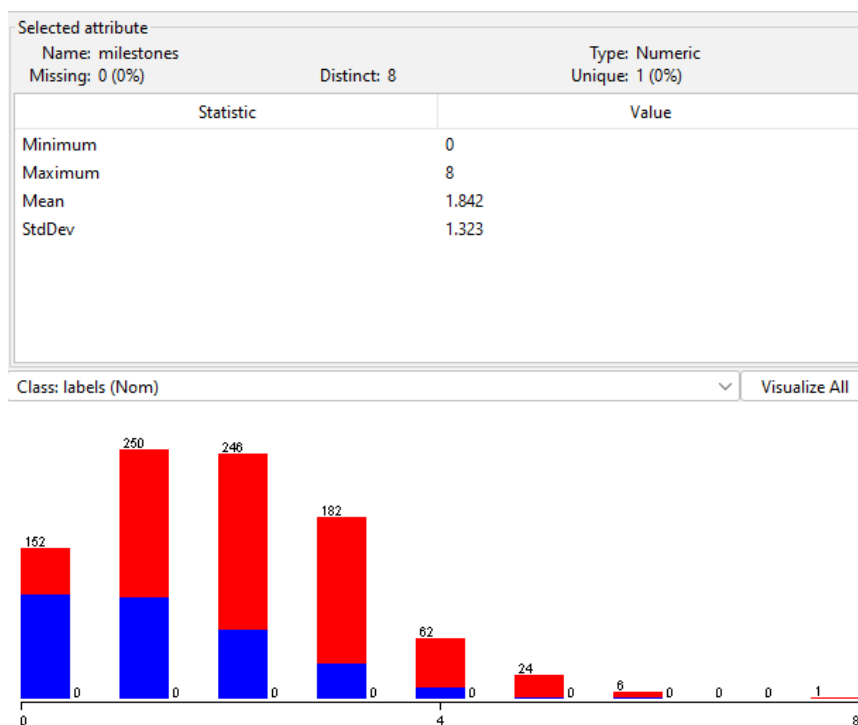 Selected attribute
Name: milestones Type: Numeric
Missing: 0 (0%) Distinct: 8 Unique: 1 (0%)
Statistic Value
Minimum 0
Maximum 8
Mean 1.842
StdDev 1.323
Class: labels (Nom) Visualize All
250 246
182
152
62
24
0 0 0 0 0 0 6 0 0 0 1
0 4 8